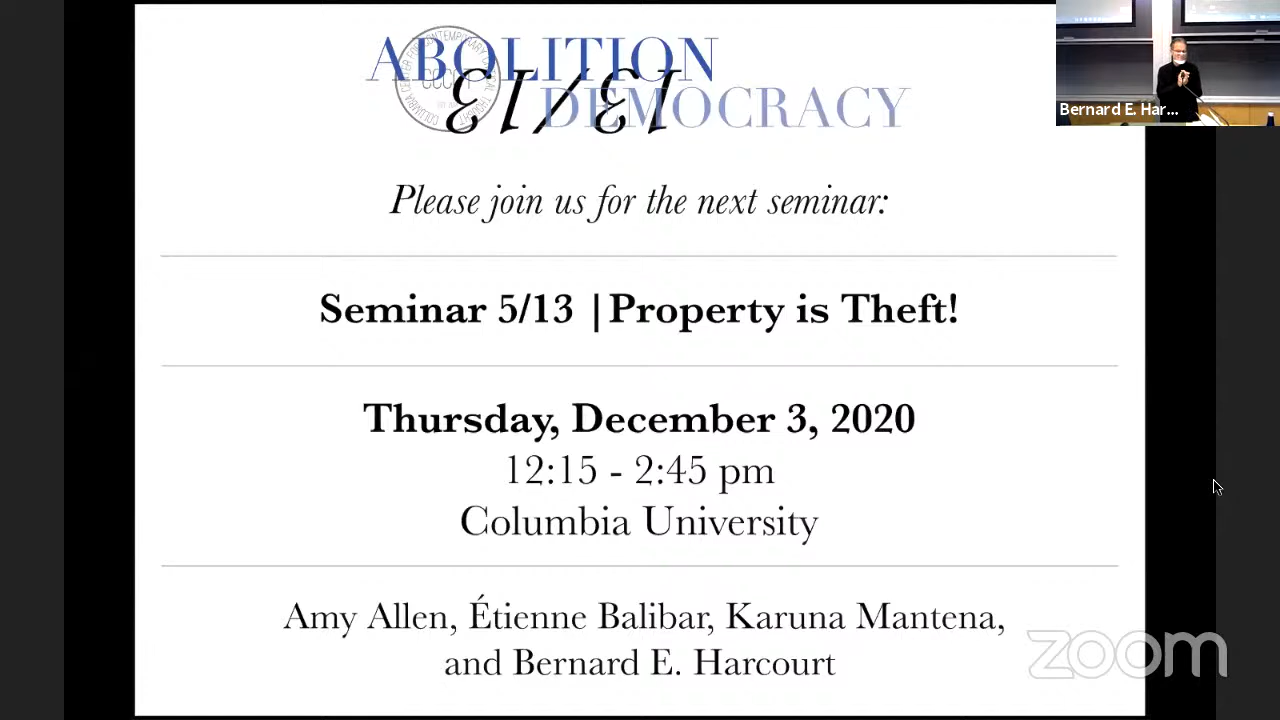 ABOLITION
DEMOCRACY
13/13
Bernard E. Har...
Please join us for the next seminar:
Seminar 5/13 | Property is Theft!
Thursday, December 3, 2020
12:15 - 2:45 pm
Columbia University
Amy Allen, Étienne Balibar, Karuna Mantena,
and Bernard E. Harcourt
zoom